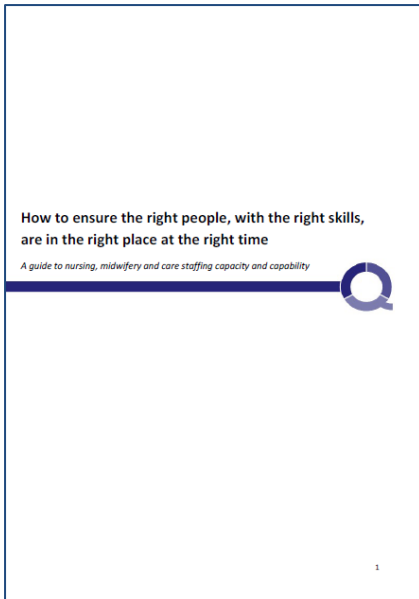 How to ensure the right people, with the right skills,
are in the right place at the right time
A guide to nursing, midwifery and care staffing capacity and capability
1